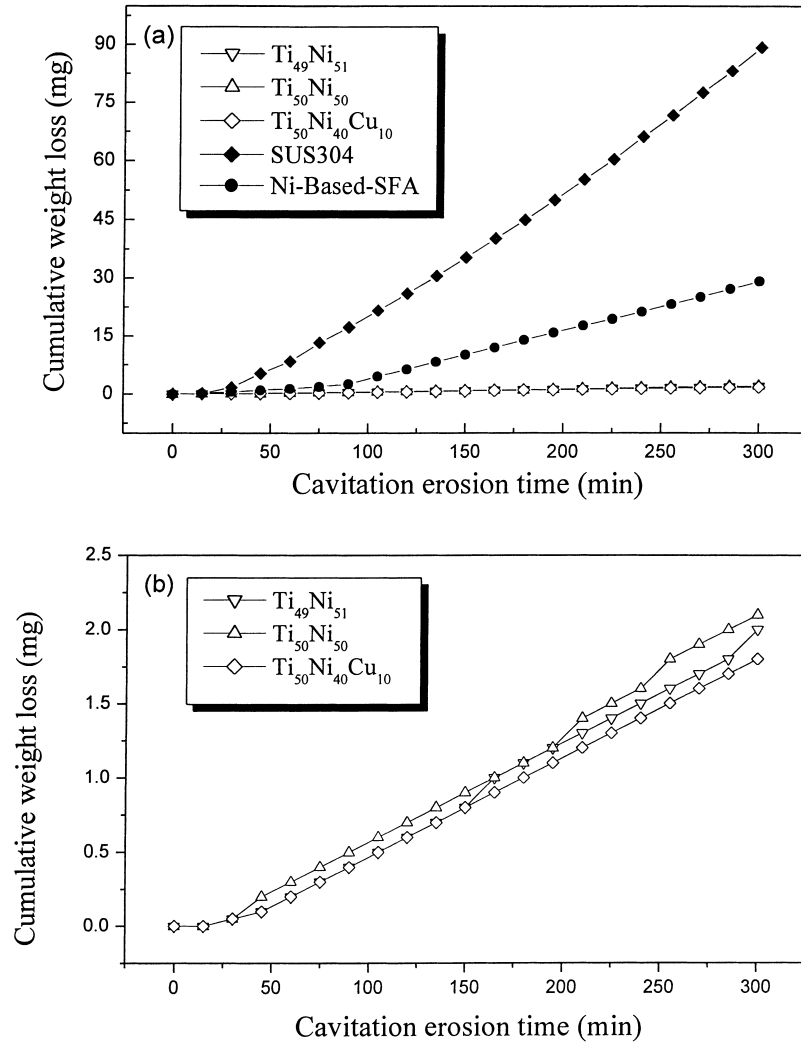 (a)
Ti49Ni51
Ti50Ni50
Ti50Ni40Cu10
SUS304
Ni-Based-SFA
90
75
60
45
30
15
0
Cumulative weight loss (mg)
0 50 100 150 200 250 300
Cavitation erosion time (min)
(b)
Ti49Ni51
Ti50Ni50
Ti50Ni40Cu10
2.5
2.0
1.5
1.0
0.5
0.0
Cumulative weight loss (mg)
0 50 100 150 200 250 300
Cavitation erosion time (min)